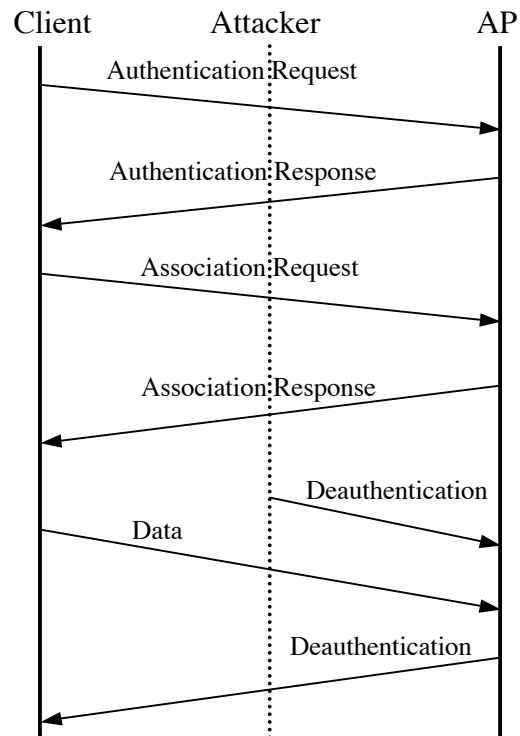 Client Attacker AP
Authentication Request
Authentication Response
Association Request
Association Response
Deauthentication
Data
Deauthentication